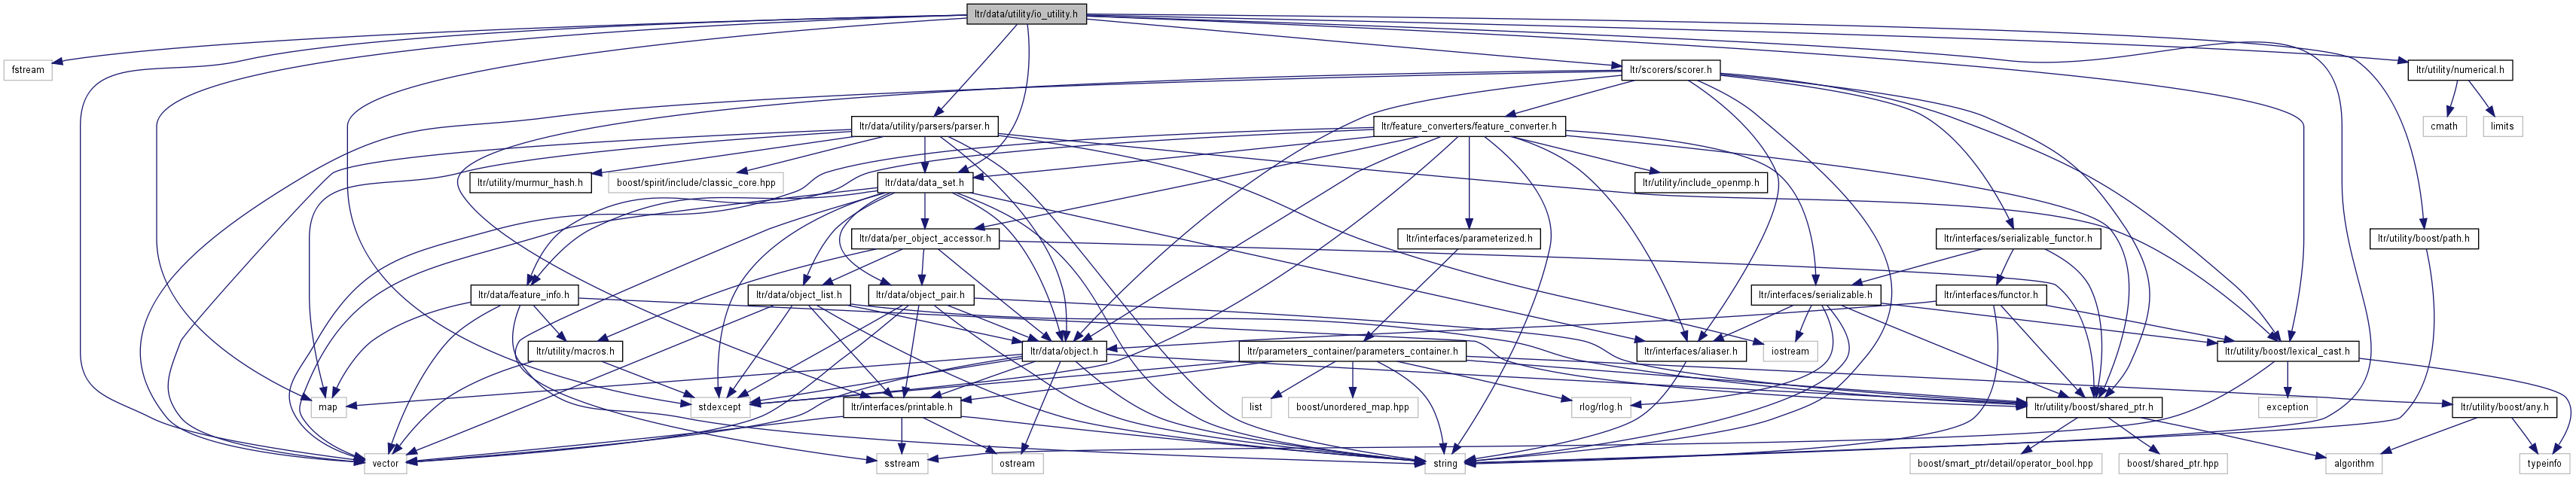 ltr/data/utility/io_utility.h
fstream
ltr/scorers/scorer.h
ltr/utility/numerical.h
ltr/data/utility/parsers/parser.h
ltr/feature_converters/feature_converter.h
cmath
limits
ltr/utility/murmur_hash.h
boost/spirit/include/classic_core.hpp
ltr/data/data_set.h
ltr/utility/include_openmp.h
ltr/data/per_object_accessor.h
ltr/interfaces/parameterized.h
ltr/interfaces/serializable_functor.h
ltr/utility/boost/path.h
ltr/data/feature_info.h
ltr/data/object_list.h
ltr/data/object_pair.h
ltr/interfaces/serializable.h
ltr/interfaces/functor.h
ltr/utility/macros.h
ltr/data/object.h
ltr/parameters_container/parameters_container.h
ltr/interfaces/aliaser.h
iostream
ltr/utility/boost/lexical_cast.h
map
stdexcept
ltr/interfaces/printable.h
list
boost/unordered_map.hpp
rlog/rlog.h
ltr/utility/boost/shared_ptr.h
exception
ltr/utility/boost/any.h
vector
sstream
ostream
string
boost/smart_ptr/detail/operator_bool.hpp
boost/shared_ptr.hpp
algorithm
typeinfo